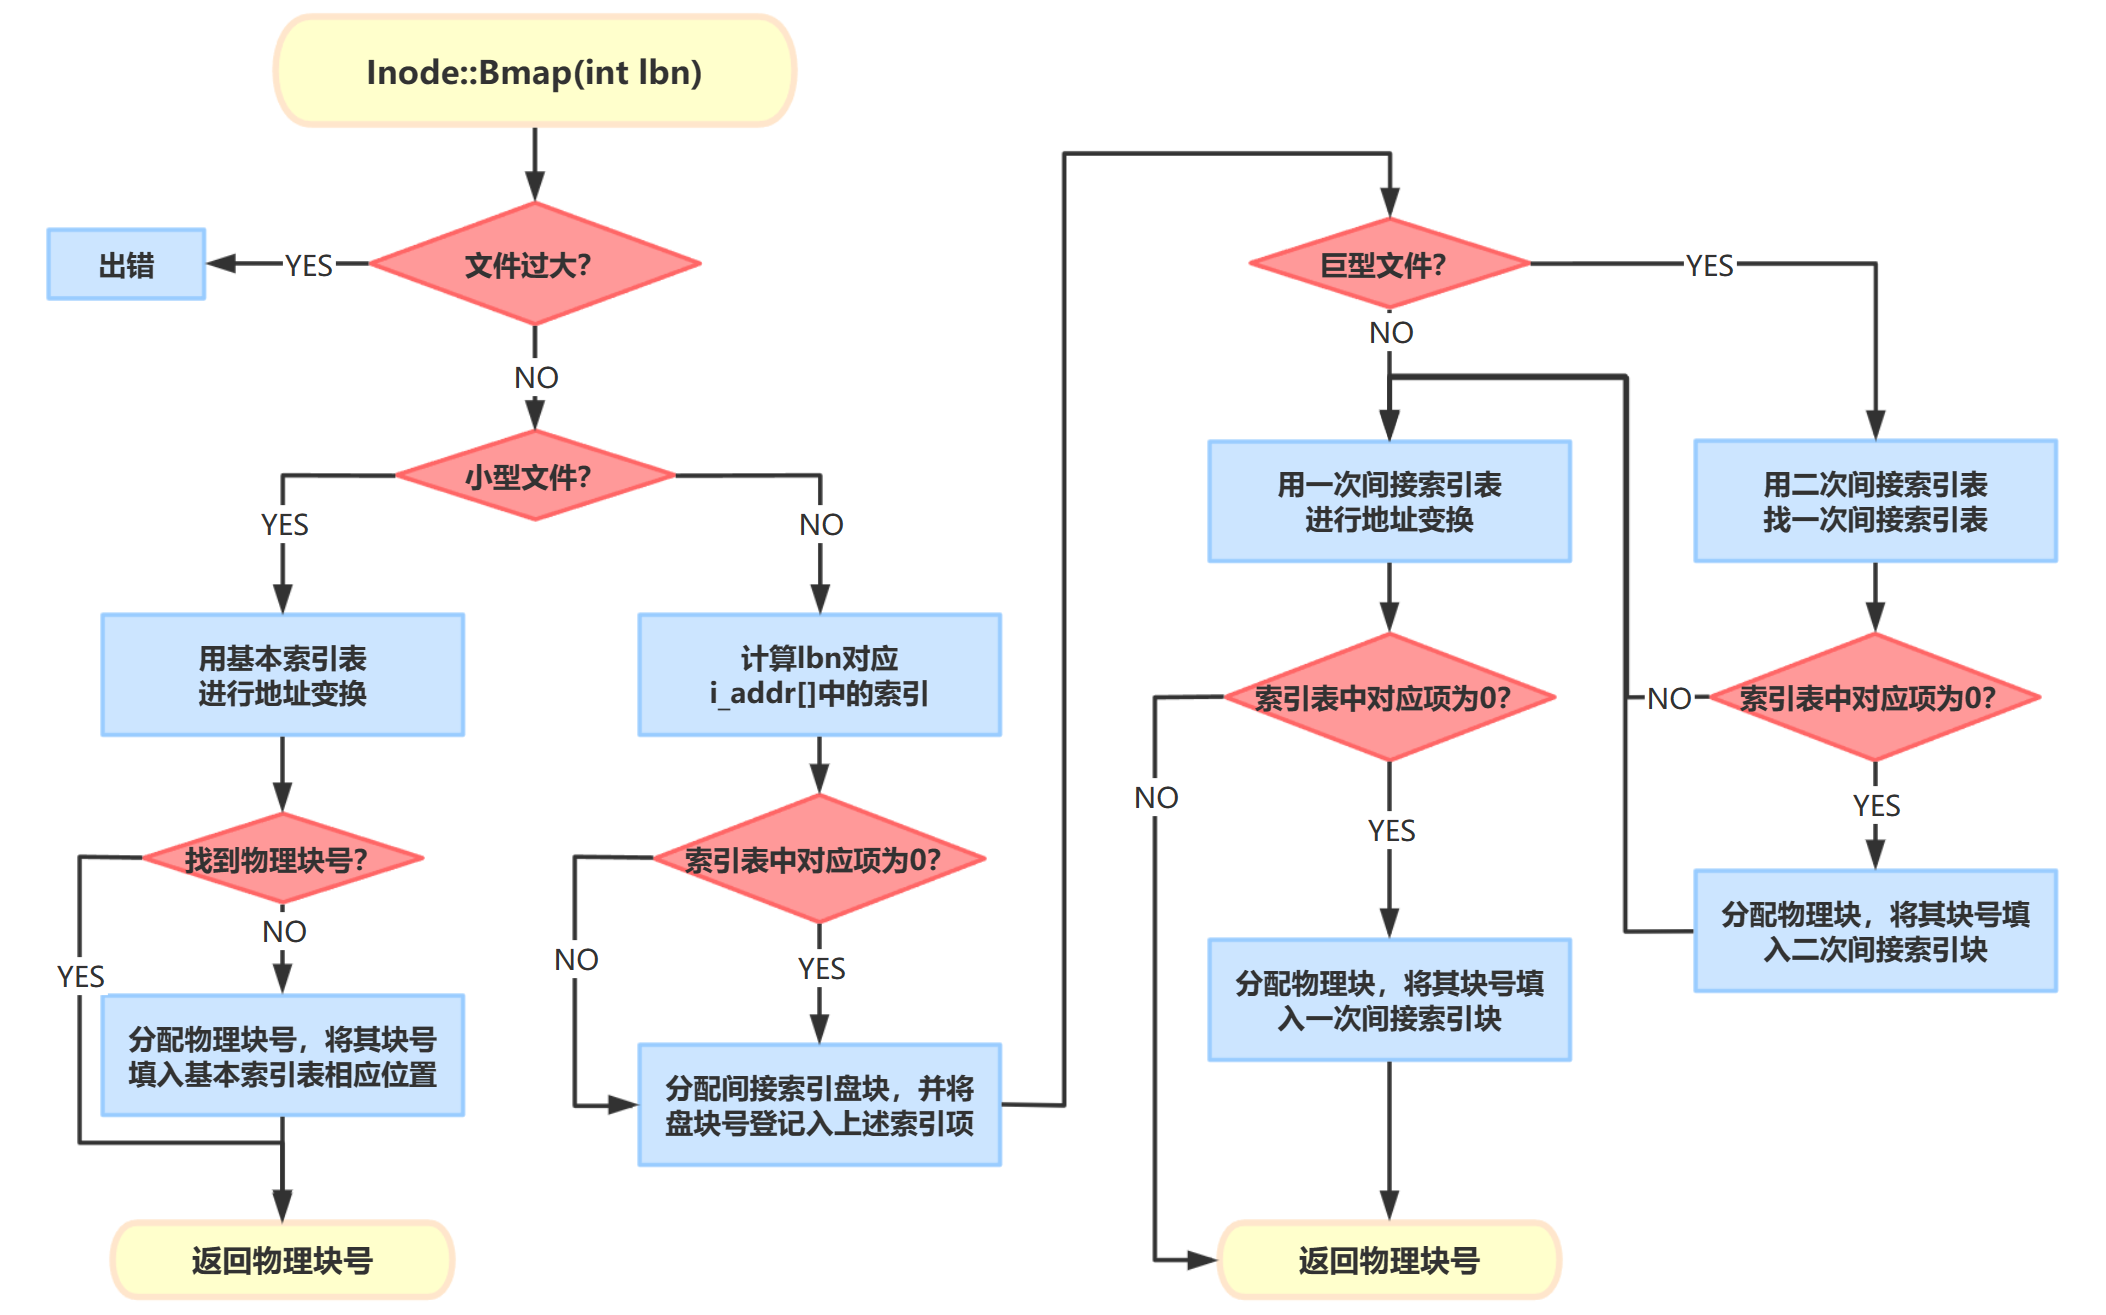 Inode::Bmap(int lbn)
文件过大?
YES
出错
NO
小型文件?
YES
NO
用基本索引表
进行地址变换
计算lbn对应
i_addr[]中的索引
找到物理块号?
YES
NO
分配物理块号，将其块号
填入基本索引表相应位置
返回物理块号
索引表中对应项为0?
NO
YES
分配间接索引盘块，并将
盘块号登记入上述索引项
巨型文件?
YES
NO
用一次间接索引表
进行地址变换
用二次间接索引表
找一次间接索引表
索引表中对应项为0?
NO
YES
索引表中对应项为0?
NO
YES
分配物理块，将其块号填
入一次间接索引块
分配物理块，将其块号填
入二次间接索引块
返回物理块号